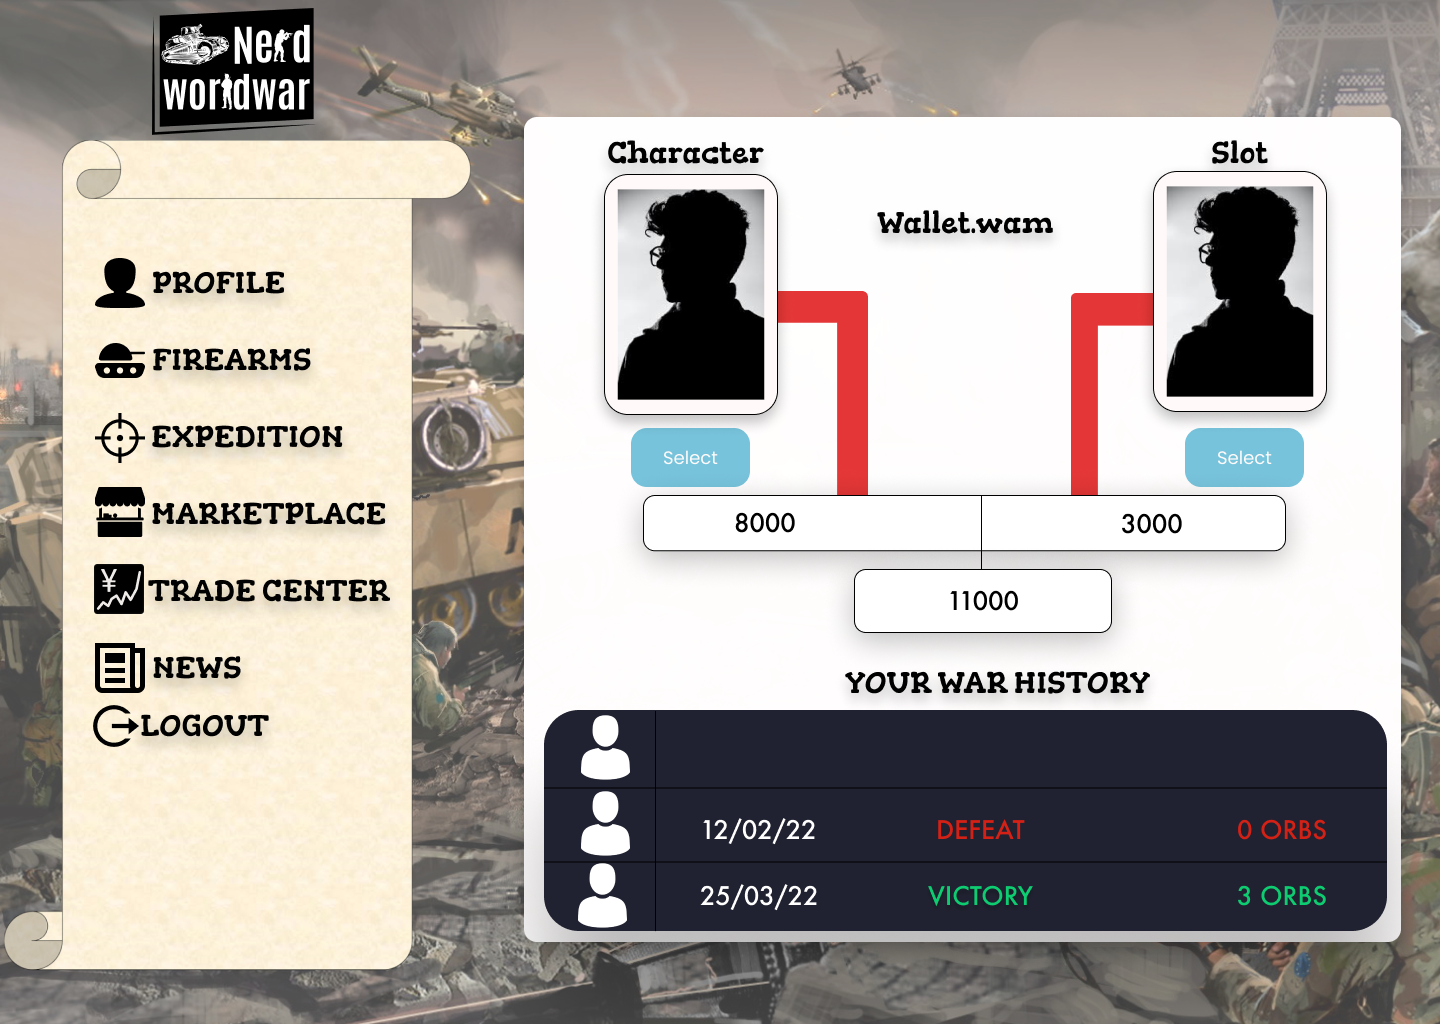 Nerd
wordwar
PROFILE
FIREARMS
EXPEDITION
MARKETPLACE
¥
TRADE CENTER
NEWS
LOGOUT
Character
Slot
Wallet.wam
Select
Select
8000
3000
11000
YOUR WAR HISTORY
12/02/22 DEFEAT 0 ORBS
25/03/22 VICTORY 3 ORBS